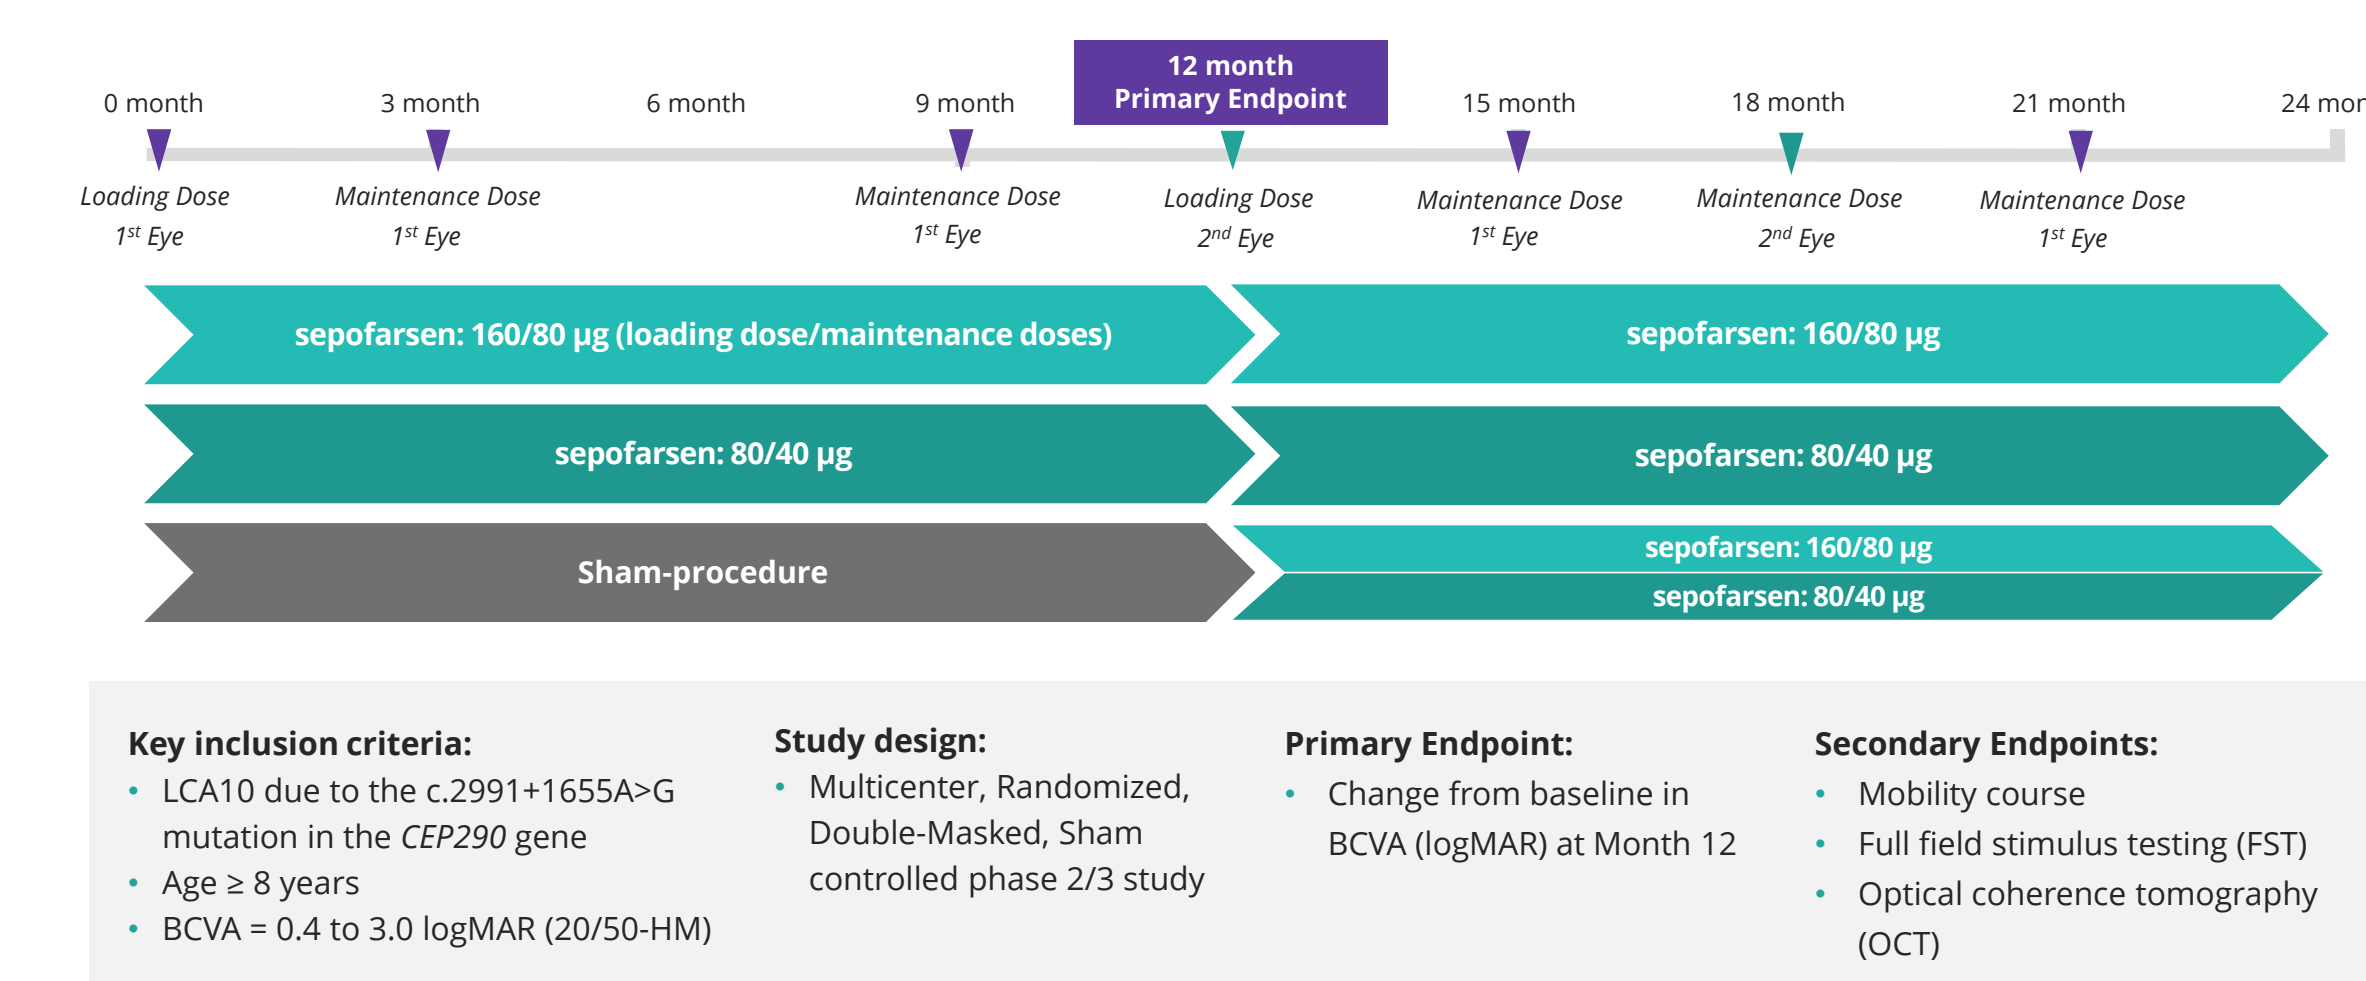 12 month
Primary Endpoint
0 month
3 month
6 month
9 month
15 month
18 month
21 month
24 mon
Loading Dose
1st Eye
Maintenance Dose
1st Eye
Maintenance Dose
1st Eye
Loading Dose
2nd Eye
Maintenance Dose
1st Eye
Maintenance Dose
2nd Eye
Maintenance Dose
1st Eye
sepofarsen: 160/80 µg (loading dose/maintenance doses)
sepofarsen: 160/80 µg
sepofarsen: 80/40 µg
sepofarsen: 80/40 µg
Sham-procedure
sepofarsen: 160/80 µg
sepofarsen: 80/40 µg
Key inclusion criteria:
• LCA10 due to the c.2991+1655A>G
mutation in the CEP290 gene
• Age ≥ 8 years
• BCVA = 0.4 to 3.0 logMAR (20/50-HM)
Study design:
• Multicenter, Randomized,
Double-Masked, Sham
controlled phase 2/3 study
Primary Endpoint:
• Change from baseline in
BCVA (logMAR) at Month 12
Secondary Endpoints:
• Mobility course
• Full field stimulus testing (FST)
• Optical coherence tomography
(OCT)